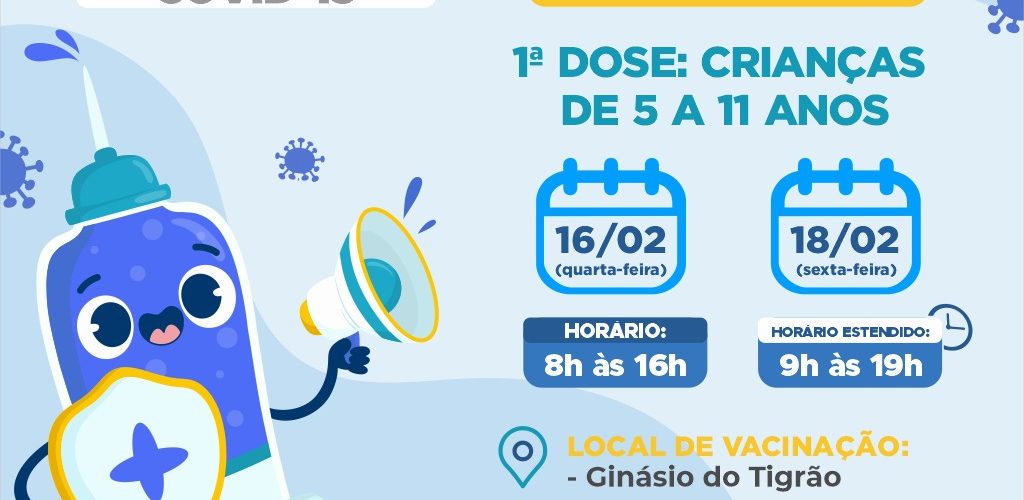 1ª DOSE: CRIANÇAS
DE 5 A 11 ANOS
16/02
(quarta-feira)
18/02
(sexta-feira)
HORÁRIO:
8h às 16h
HORÁRIO ESTENDIDO:
9h às 19h
LOCAL DE VACINAÇÃO:
- Ginásio do Tigrão